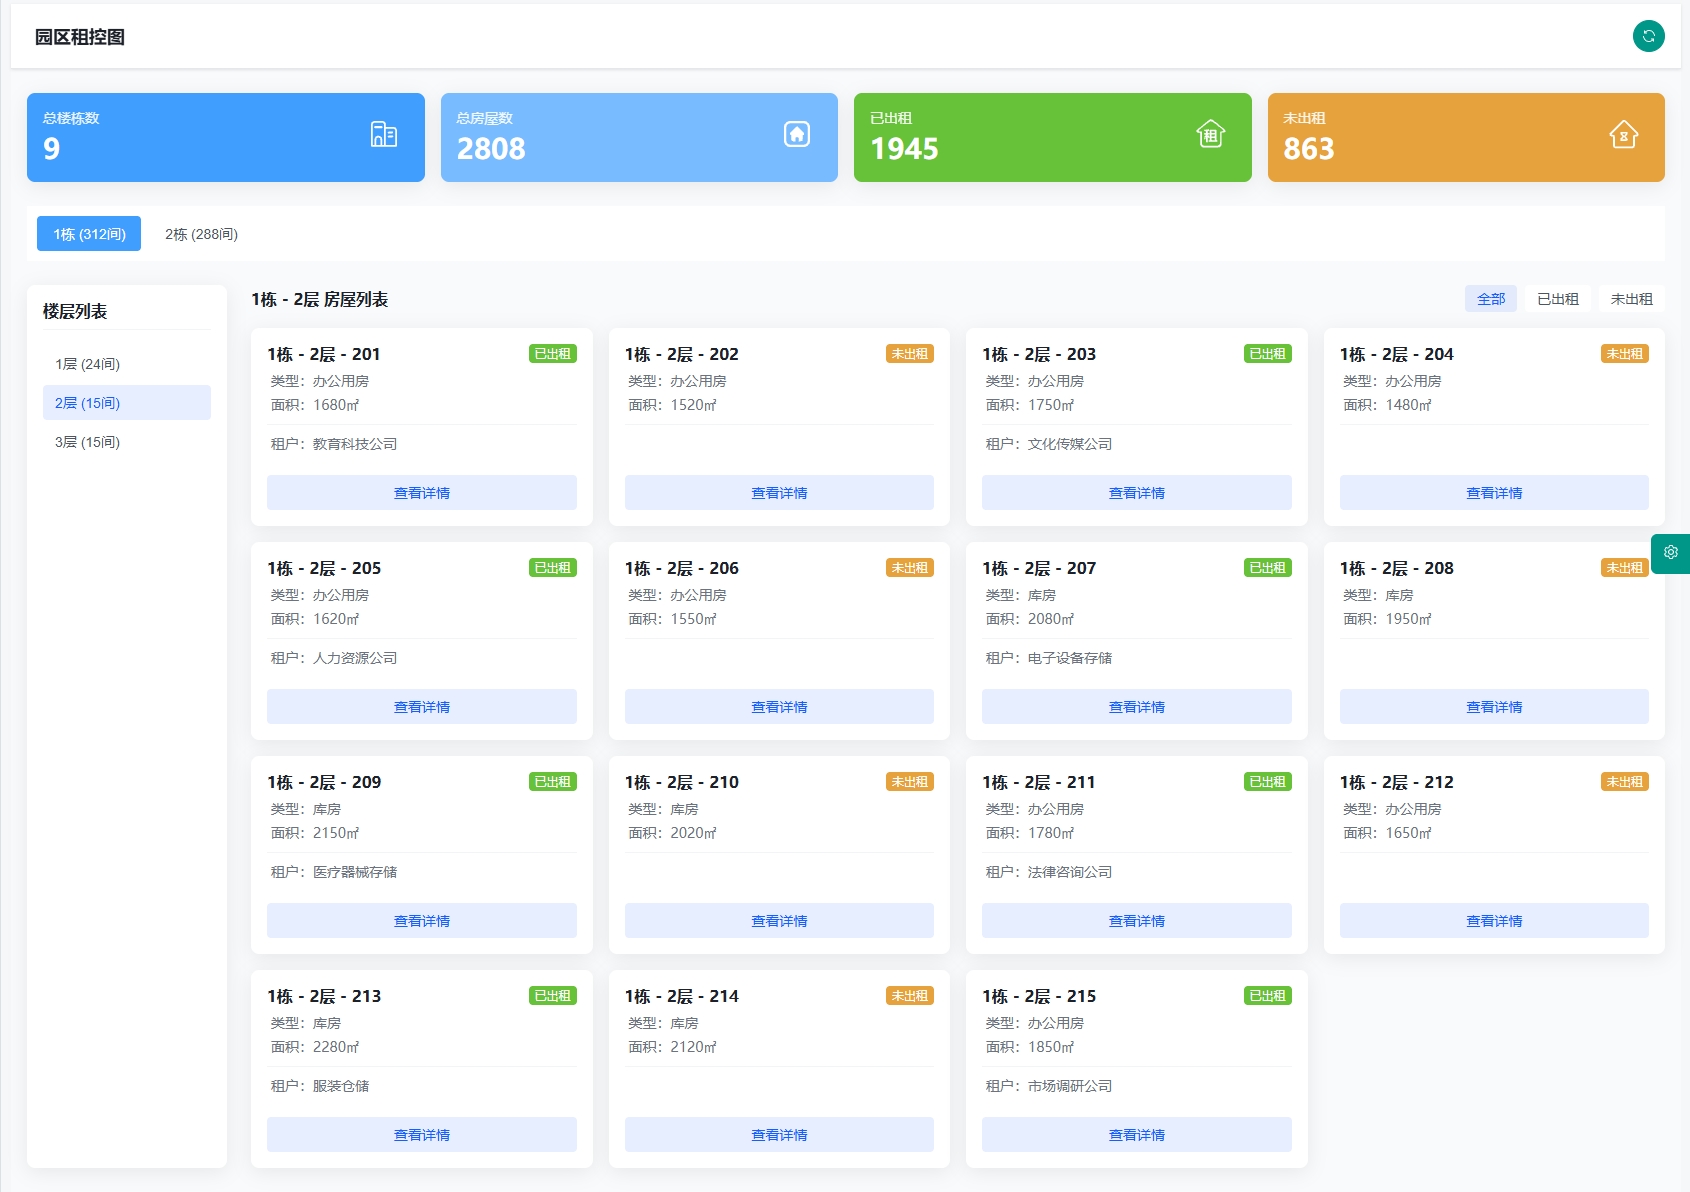 园区租控图
总楼栋数
9
总房屋数
2808
已出租
1945
租
未出租
863
1栋 (312间)
2栋 (288间)
楼层列表
1层 (24间)
2层 (15间)
3层 (15间)
1栋 - 2层 房屋列表
全部
已出租
未出租
1栋 - 2层 - 201
已出租
类型：办公用房
面积：1680㎡
租户：教育科技公司
查看详情
1栋 - 2层 - 202
未出租
类型：办公用房
面积：1520㎡
查看详情
1栋 - 2层 - 203
已出租
类型：办公用房
面积：1750㎡
租户：文化传媒公司
查看详情
1栋 - 2层 - 204
未出租
类型：办公用房
面积：1480㎡
查看详情
1栋 - 2层 - 205
已出租
类型：办公用房
面积：1620㎡
租户：人力资源公司
查看详情
1栋 - 2层 - 206
未出租
类型：办公用房
面积：1550㎡
查看详情
1栋 - 2层 - 207
已出租
类型：库房
面积：2080㎡
租户：电子设备存储
查看详情
1栋 - 2层 - 208
未出租
类型：库房
面积：1950㎡
查看详情
1栋 - 2层 - 209
已出租
类型：库房
面积：2150㎡
租户：医疗器械存储
查看详情
1栋 - 2层 - 210
未出租
类型：库房
面积：2020㎡
查看详情
1栋 - 2层 - 211
已出租
类型：办公用房
面积：1780㎡
租户：法律咨询公司
查看详情
1栋 - 2层 - 212
未出租
类型：办公用房
面积：1650㎡
查看详情
1栋 - 2层 - 213
已出租
类型：库房
面积：2280㎡
租户：服装仓储
查看详情
1栋 - 2层 - 214
未出租
类型：库房
面积：2120㎡
查看详情
1栋 - 2层 - 215
已出租
类型：办公用房
面积：1850㎡
租户：市场调研公司
查看详情